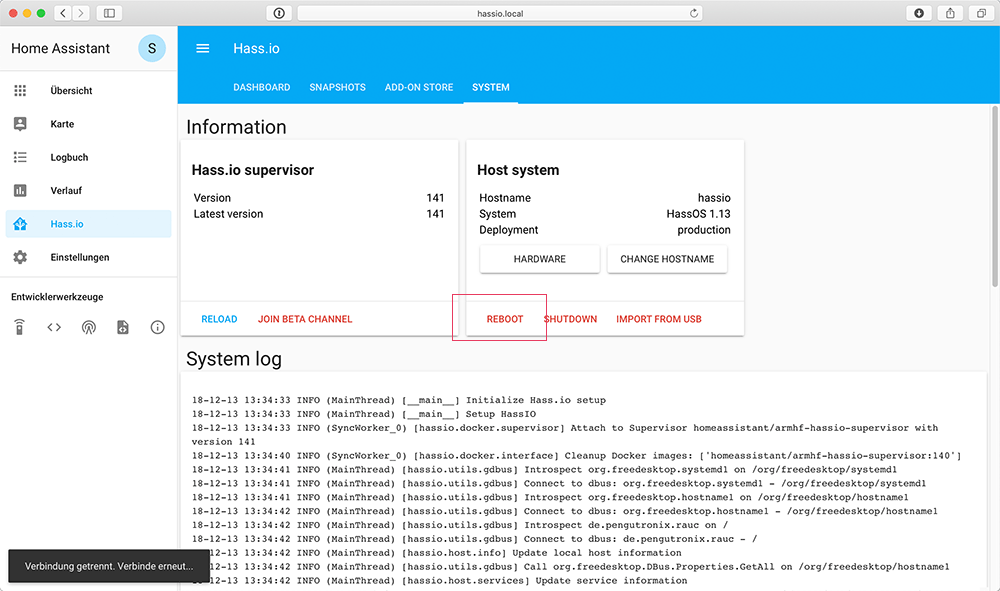 hassio.local
Home Assistant
S
Hass.io
DASHBOARD SNAPSHOTS ADD-ON STORE SYSTEM
Übersicht
Karte
Logbuch
Verlauf
Hass.io
Einstellungen
Entwicklerwerkzeuge
Information
Hass.io supervisor
Version 141
Latest version 141
RELOAD JOIN BETA CHANNEL
Host system
Hostname hassio
System HassOS 1.13
Deployment production
HARDWARE CHANGE HOSTNAME
REBOOT SHUTDOWN IMPORT FROM USB
System log
18-12-13 13:34:33 INFO (MainThread) [__main__] Initialize Hass.io setup
18-12-13 13:34:33 INFO (MainThread) [__main__] Setup HassIO
18-12-13 13:34:33 INFO (SyncWorker_0) [hassio.docker.supervisor] Attach to Supervisor homeassistant/armhf-hassio-supervisor with
version 141
18-12-13 13:34:40 INFO (SyncWorker_0) [hassio.docker.interface] Cleanup Docker images: ['homeassistant/armhf-hassio-supervisor:140']
18-12-13 13:34:41 INFO (MainThread) [hassio.utils.gdbus] Introspect org.freedesktop.systemd1 on /org/freedesktop/systemd1
18-12-13 13:34:41 INFO (MainThread) [hassio.utils.gdbus] Connect to dbus: org.freedesktop.systemd1 - /org/freedesktop/systemd1
18-12-13 13:34:41 INFO (MainThread) [hassio.utils.gdbus] Introspect org.freedesktop.hostname1 on /org/freedesktop/hostname1
18-12-13 13:34:42 INFO (MainThread) [hassio.utils.gdbus] Connect to dbus: org.freedesktop.hostname1 - /org/freedesktop/hostname1
18-12-13 13:34:42 INFO (MainThread) [hassio.utils.gdbus] Introspect de.pengutronix.rauc on /
18-12-13 13:34:42 INFO (MainThread) [hassio.utils.gdbus] Connect to dbus: de.pengutronix.rauc - /
18-12-13 13:34:42 INFO (MainThread) [hassio.host.info] Update local host information
13:34:42 INFO (MainThread) [hassio.utils.gdbus] Call org.freedesktop.DBus.Properties.GetAll on /org/freedesktop/hostname1
13:34:42 INFO (MainThread) [hassio.host.services] Update service information
Verbindung getrennt. Verbinde erneut...